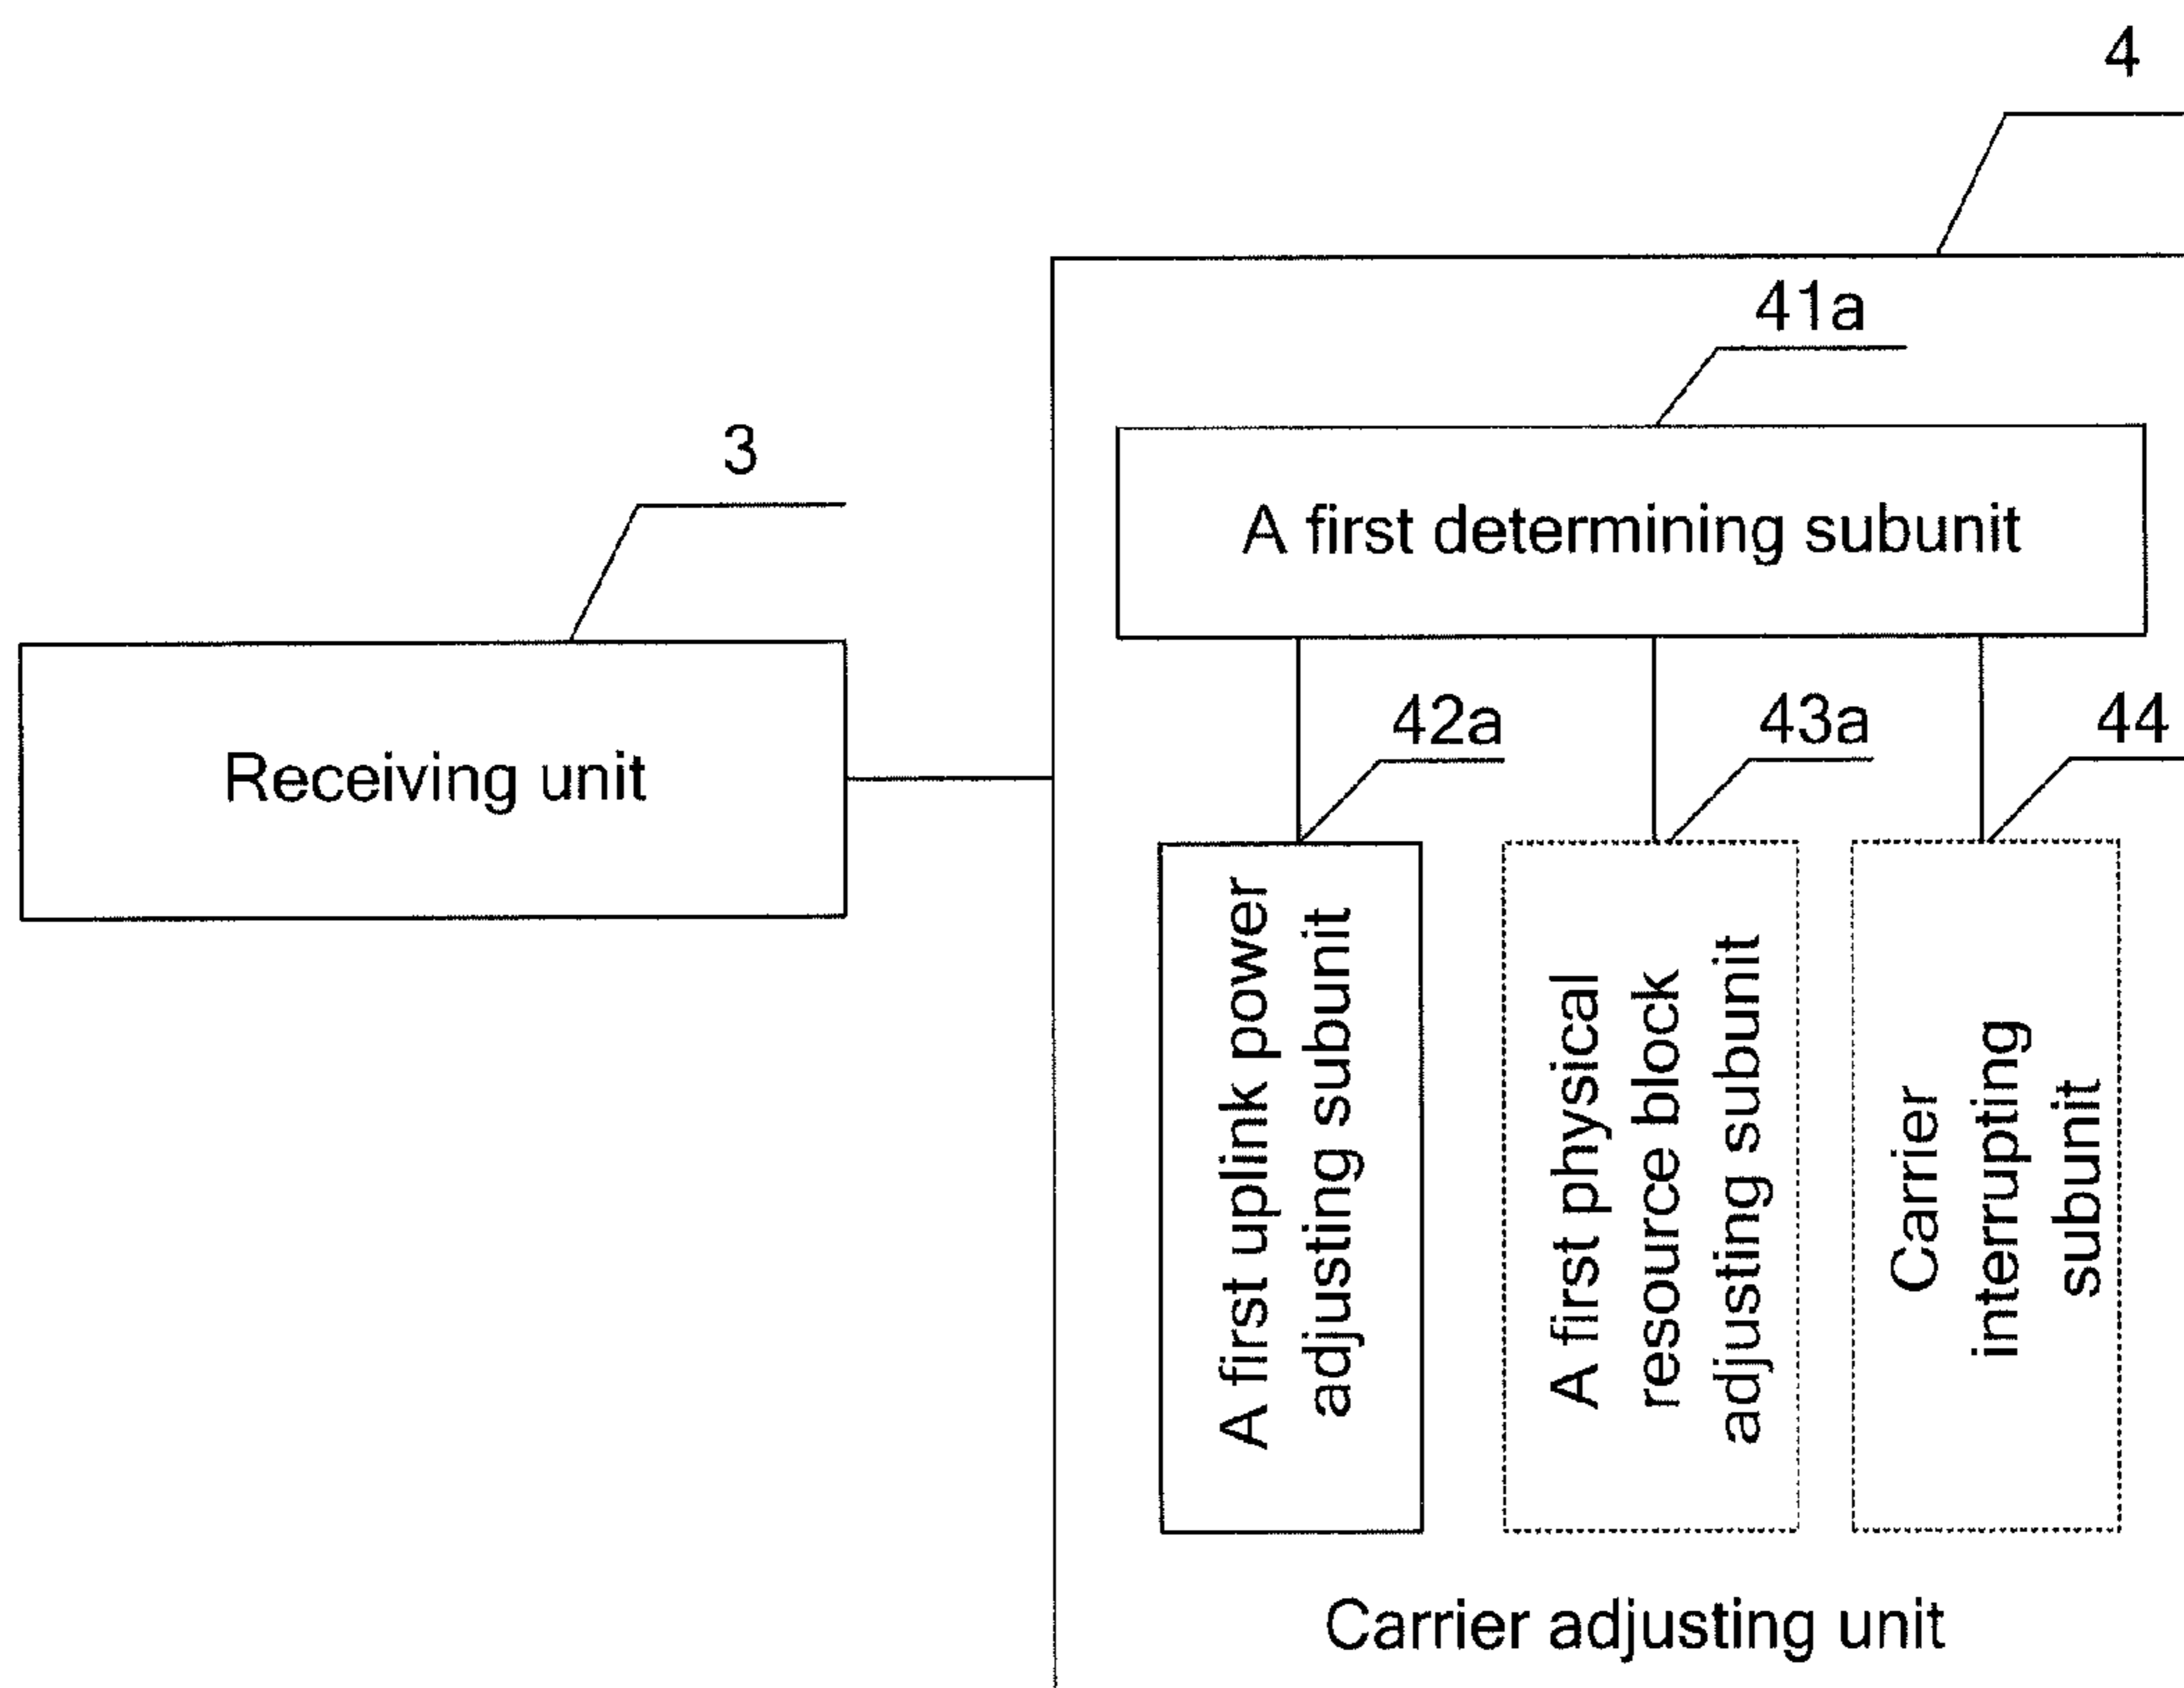 4
41a
A first determining subunit
3
Receiving unit
42a
43a
44
A first uplink power
adjusting subunit
A first physical
resource block
adjusting subunit
Carrier
interrupting
subunit
Carrier adjusting unit